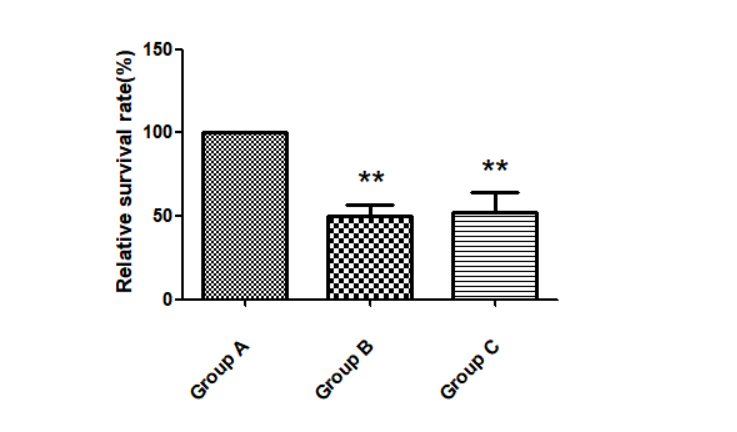 Relative survival rate(%)
150
100
50
0
**
**
Group A
Group B
Group C